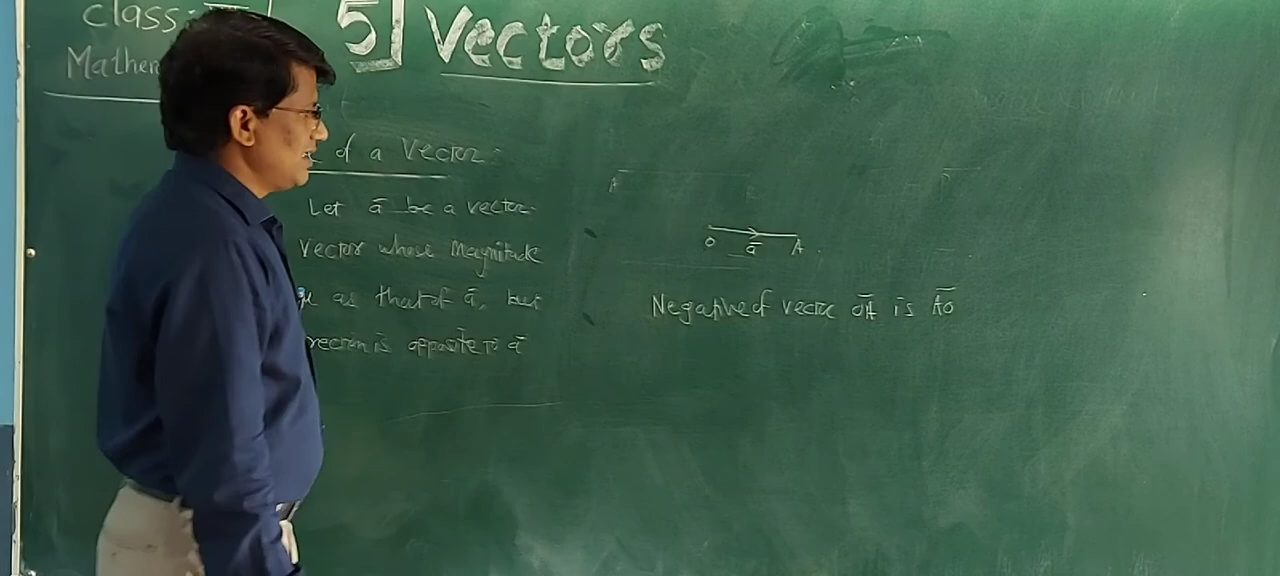 class:
5] Vectors
Mathem
of a Vector:
Let ā be a vector.
Vector whose Magnitude
as that of ā, but
rection is opposite to ā
O ā A
Negative of vector OA̅ is AO̅